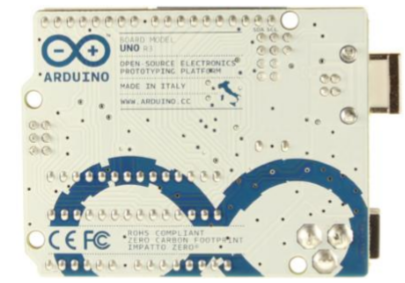 BOARD MODEL
UNO R3
ARDUINO
OPEN SOURCE ELECTRONICS
PROTOTYPING PLATFORM
MADE IN ITALY
WWW.ARDUINO.CC
CE FC
ROHS COMPLIANT
ZERO CARBON FOOTPRINT
IMPATTO ZERO®